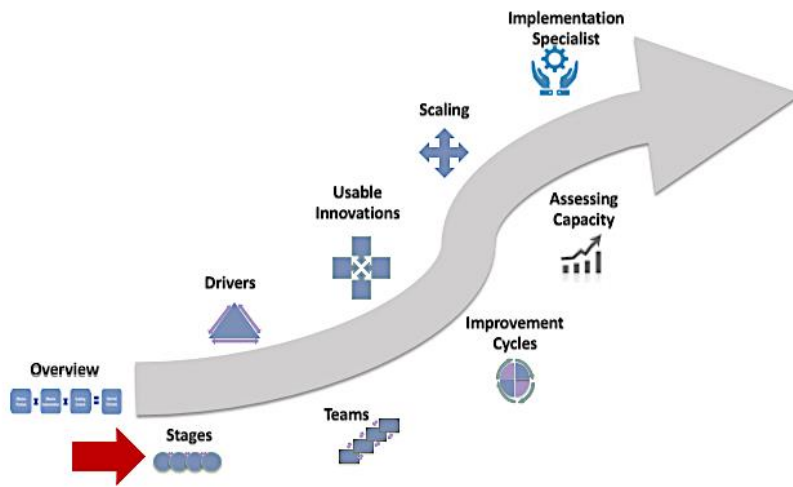 Implementation
Specialist
Scaling
Usable
Innovations
Assessing
Capacity
Drivers
Improvement
Cycles
Overview
Teams
Stages